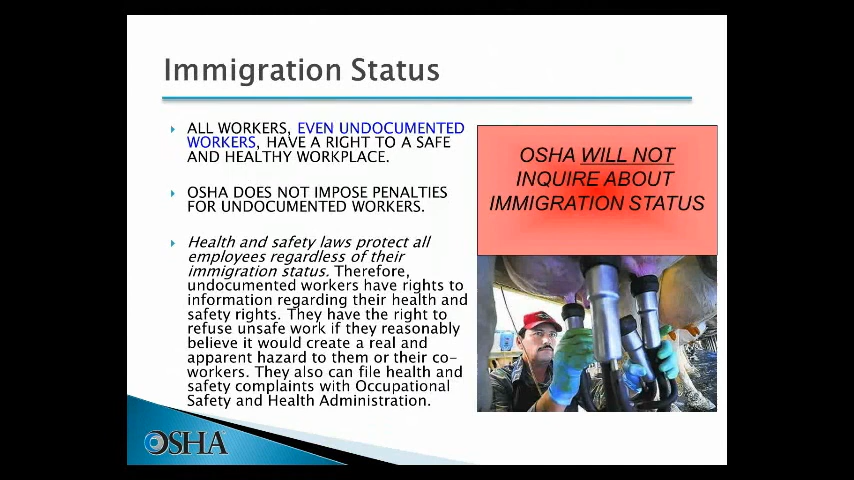 Immigration Status
ALL WORKERS, EVEN UNDOCUMENTED
WORKERS, HAVE A RIGHT TO A SAFE
AND HEALTHY WORKPLACE.
OSHA DOES NOT IMPOSE PENALTIES
FOR UNDOCUMENTED WORKERS.
Health and safety laws protect all
employees regardless of their
immigration status. Therefore,
undocumented workers have rights to
information regarding their health and
safety rights. They have the right to
refuse unsafe work if they reasonably
believe it would create a real and
apparent hazard to them or their co-
workers. They also can file health and
safety complaints with Occupational
Safety and Health Administration.
OSHA WILL NOT
INQUIRE ABOUT
IMMIGRATION STATUS
OSHA